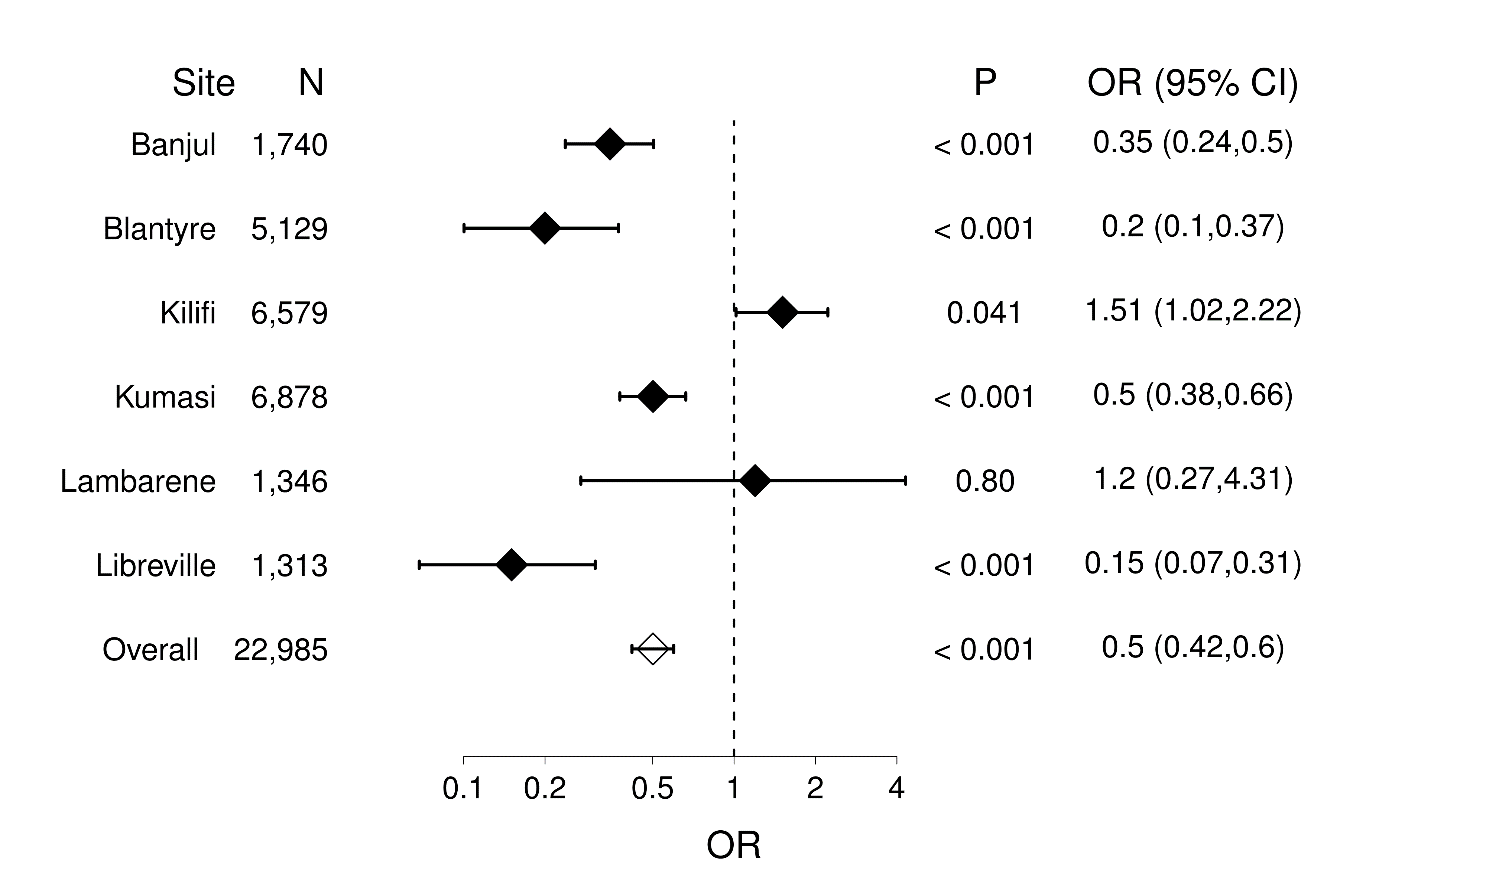 Site N P OR (95% CI)
Banjul 1,740 < 0.001 0.35 (0.24,0.5)
Blantyre 5,129 < 0.001 0.2 (0.1,0.37)
Kilifi 6,579 0.041 1.51 (1.02,2.22)
Kumasi 6,878 < 0.001 0.5 (0.38,0.66)
Lambarene 1,346 0.80 1.2 (0.27,4.31)
Libreville 1,313 < 0.001 0.15 (0.07,0.31)
Overall 22,985 < 0.001 0.5 (0.42,0.6)
0.1 0.2 0.5 1 2 4
OR